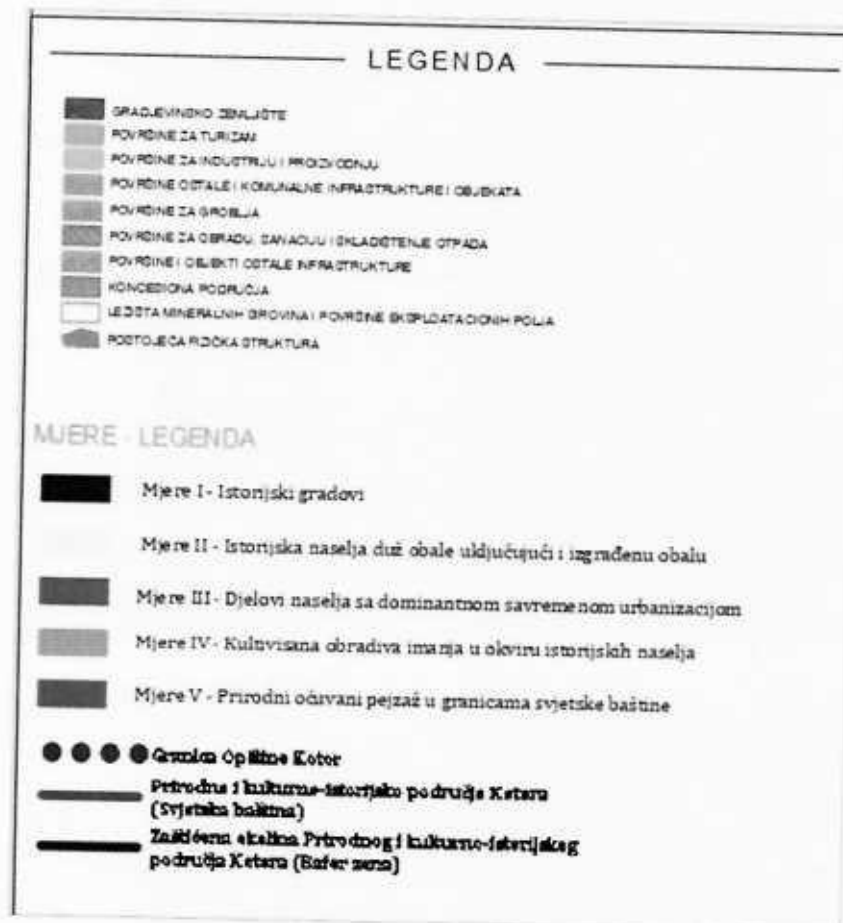 LEGENDA
GRADJEVINSKO ZEMLJIŠTE
POVRŠINE ZA TURIZAM
POVRŠINE ZA INDUSTRIJU I PROIZVODNJU
POVRŠINE OSTALE I KOMUNALNE INFRASTRUKTURE I OBJEKATA
POVRŠINE ZA GROBLJA
POVRŠINE ZA OBRADU, SANACIJU I SKLADIŠTENJE OTPADA
POVRŠINE I OBJEKTI OSTALE INFRASTRUKTURE
KONCESIONA PODRUČJA
LEŽIŠTA MINERALNIH SIROVINA I POVRŠINE EKSPLOATACIONIH POLJA
POSTOJEĆA FIZIČKA STRUKTURA
MJERE - LEGENDA
Mjere I - Istorijski gradovi
Mjere II - Istorijska naselja duž obale uključujući i izgrađenu obalu
Mjere III - Djelovi naselja sa dominantnom savremenom urbanizacijom
Mjere IV - Kultivisana obradiva imanja u okviru istorijskih naselja
Mjere V - Prirodni očuvani pejzaž u granicama svjetske baštine
Granica Opštine Kotor
Prirodno i kulturno-istorijsko područje Kotora
(Svjetska baština)
Zaštićena okolina Prirodnog i kulturno-istorijskog
područja Kotora (Bafer zona)